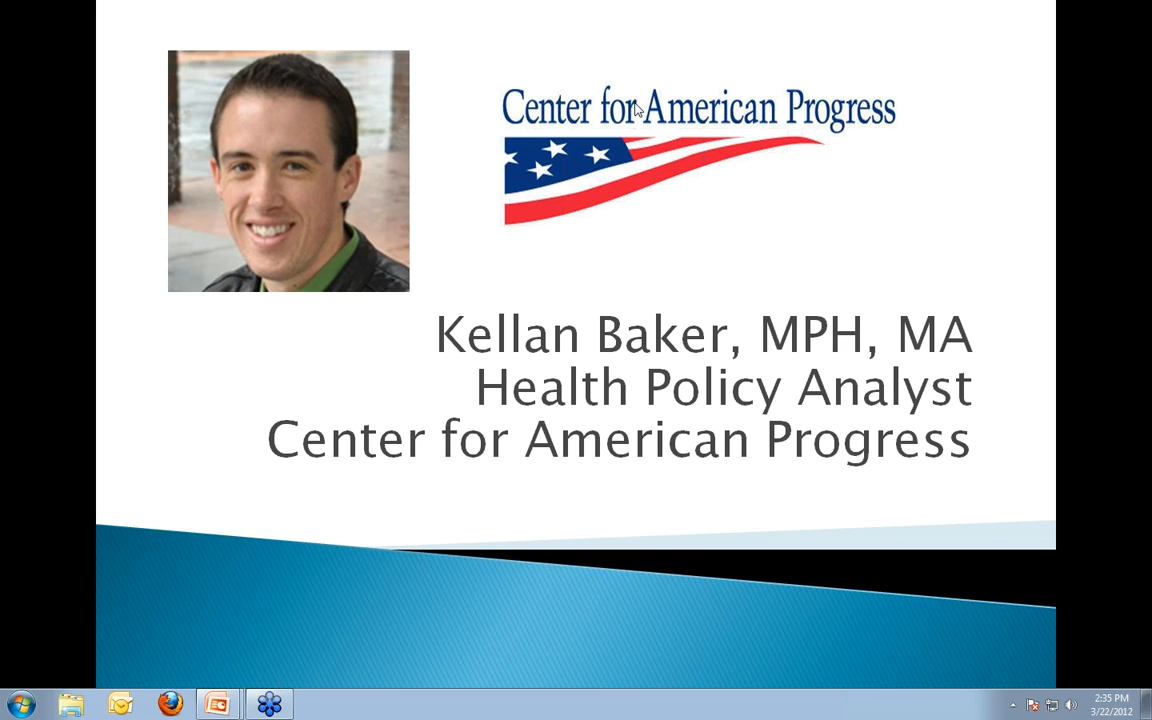 Center for American Progress
Kellan Baker, MPH, MA
Health Policy Analyst
Center for American Progress
2:35 PM
3/22/2012